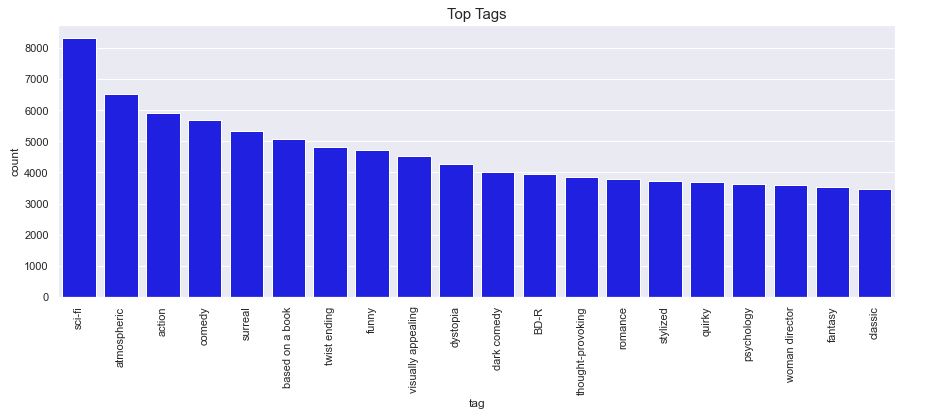 Top Tags
8000
7000
6000
5000
4000
3000
2000
1000
0
count
sci-fi
atmospheric
action
comedy
surreal
based on a book
twist ending
funny
visually appealing
dystopia
dark comedy
BD-R
thought-provoking
romance
stylized
quirky
psychology
woman director
fantasy
classic
tag